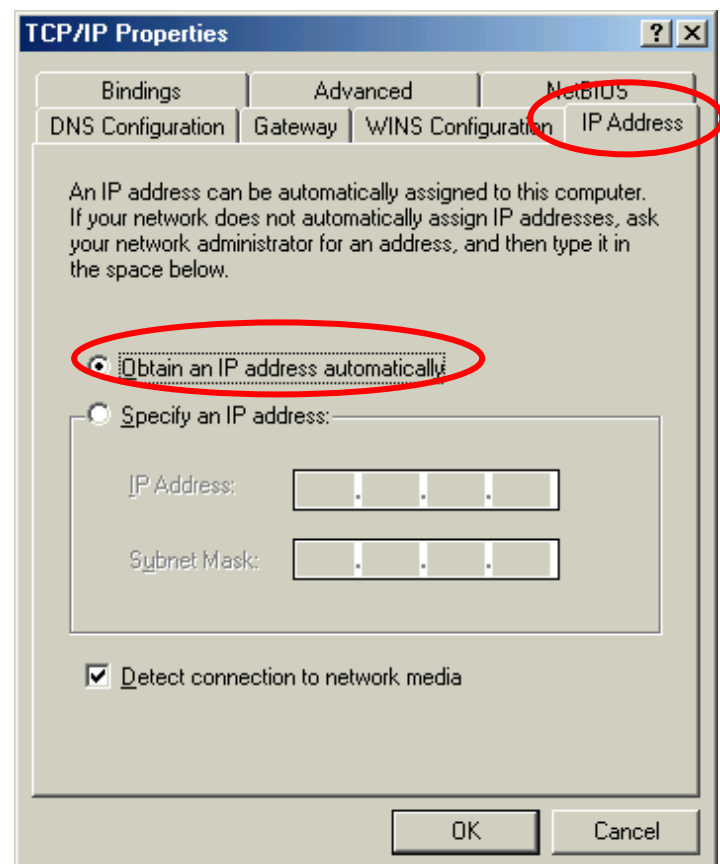 TCP/IP Properties
Bindings Advanced NetBIOS
DNS Configuration Gateway WINS Configuration IP Address
An IP address can be automatically assigned to this computer.
If your network does not automatically assign IP addresses, ask
your network administrator for an address, and then type it in
the space below.
Obtain an IP address automatically
Specify an IP address:
IP Address:
. . .
Subnet Mask:
. . .
Detect connection to network media
OK Cancel